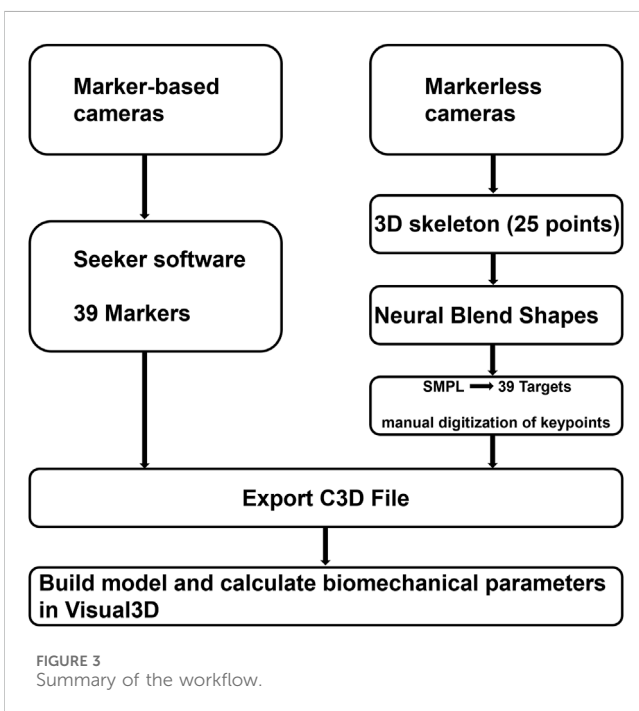 Marker-based
cameras
Markerless
cameras
Seeker software
39 Markers
3D skeleton (25 points)
Neural Blend Shapes
SMPL → 39 Targets
manual digitization of keypoints
Export C3D File
Build model and calculate biomechanical parameters
in Visual3D
FIGURE 3
Summary of the workflow.